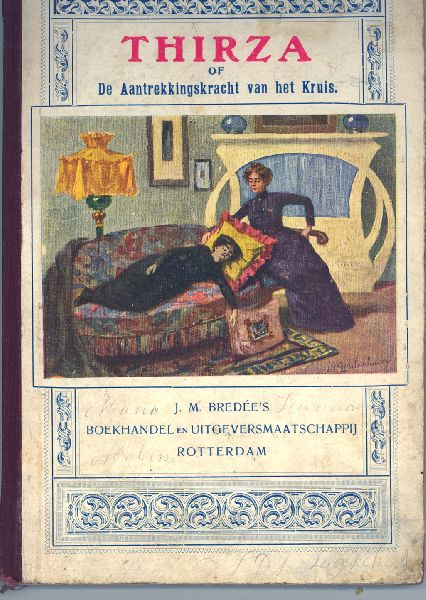 THIRZA
OF
De Aantrekkingskracht van het Kruis.
J. M. BREDÉE'S
BOEKHANDEL EN UITGEVERSMAATSCHAPPIJ
ROTTERDAM